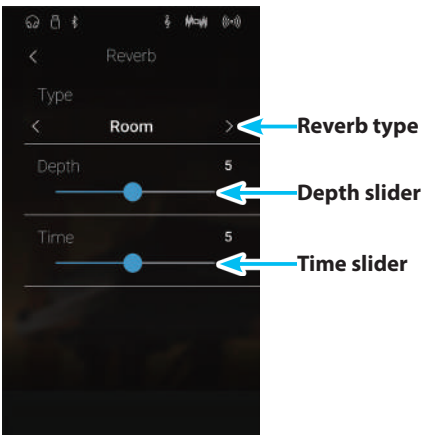 Reverb
Type
Room
Reverb type
Depth
5
Depth slider
Time
5
Time slider